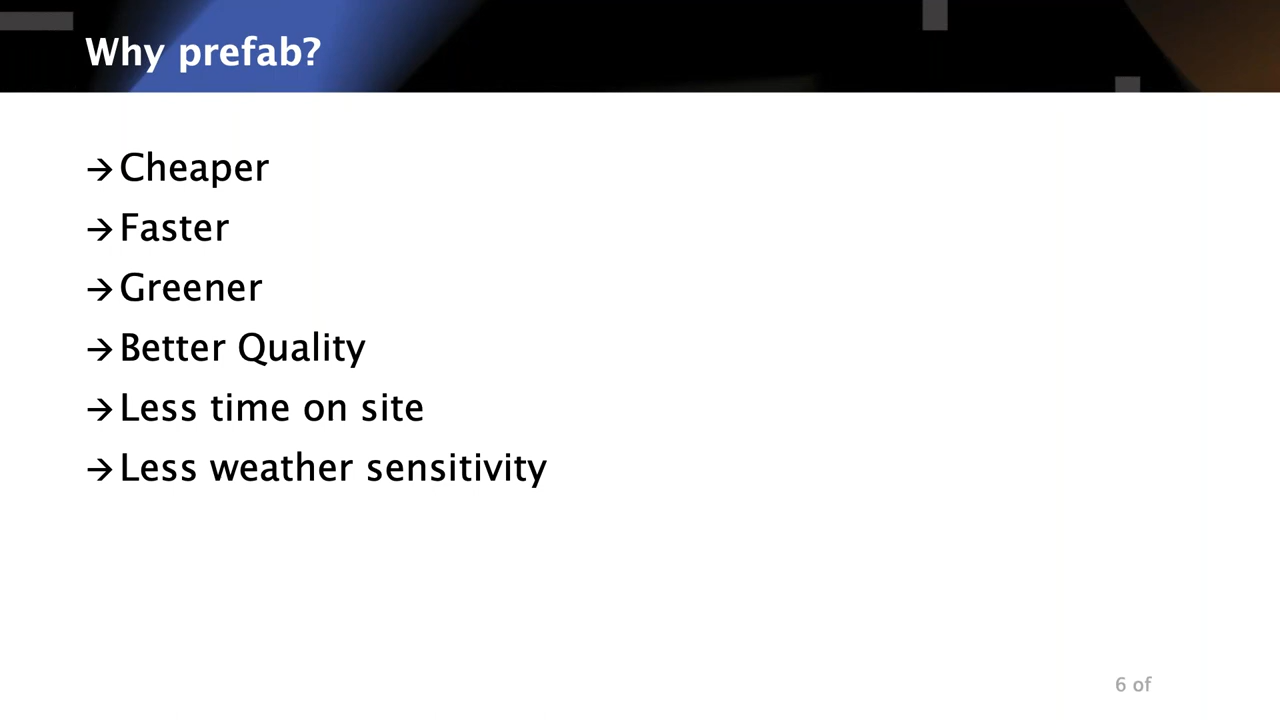 Why prefab?
→Cheaper
→Faster
→Greener
→Better Quality
→Less time on site
→Less weather sensitivity
6 of